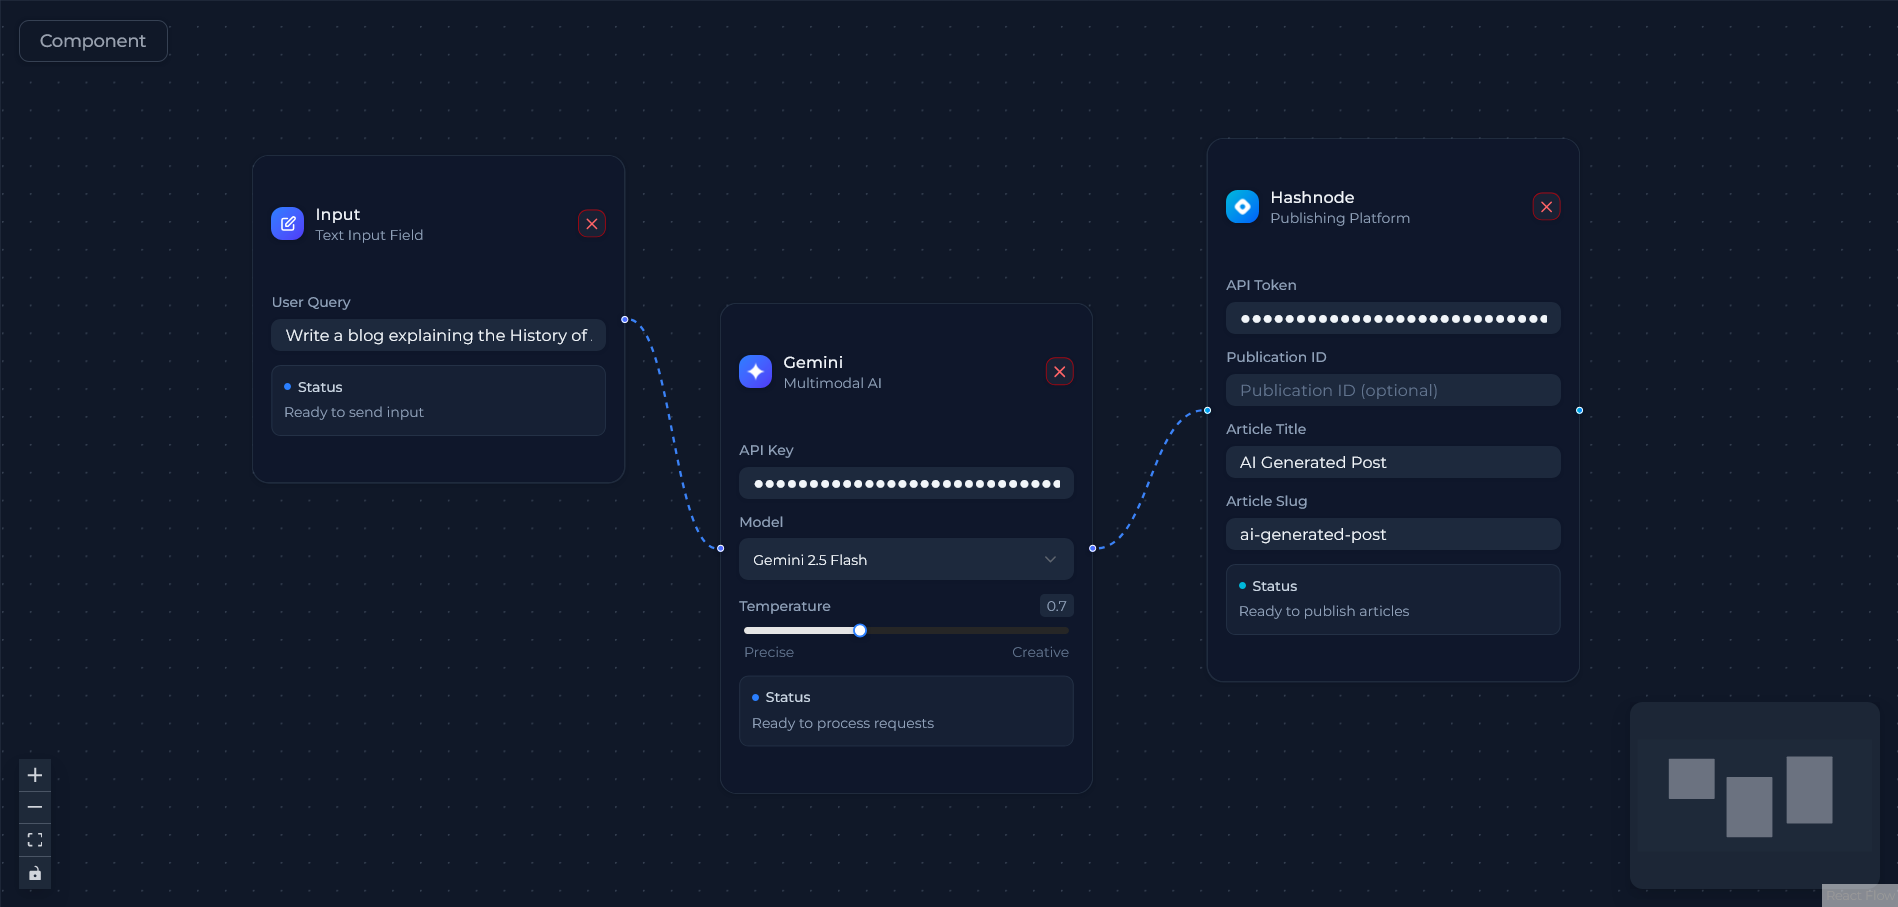 Component
Input
Text Input Field
User Query
Write a blog explaining the History of
Status
Ready to send input
Gemini
Multimodal AI
API Key
Model
Gemini 2.5 Flash
Temperature
0.7
Precise
Creative
Status
Ready to process requests
Hashnode
Publishing Platform
API Token
Publication ID
Publication ID (optional)
Article Title
AI Generated Post
Article Slug
ai-generated-post
Status
Ready to publish articles
React Flow